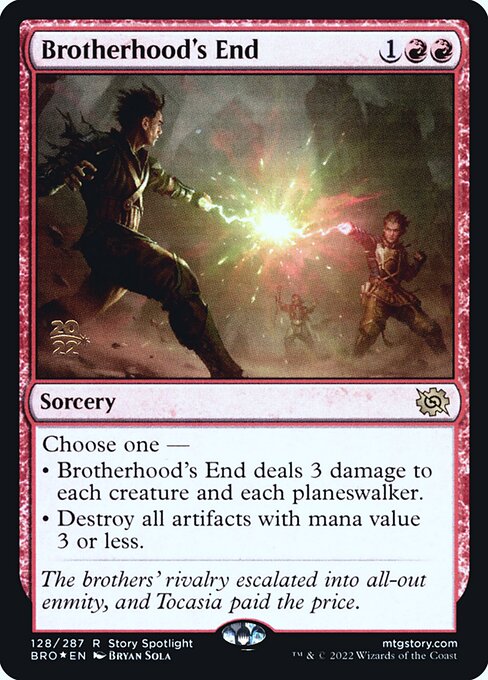 Brotherhood's End 1
20
22
Sorcery
Choose one —
• Brotherhood's End deals 3 damage to
each creature and each planeswalker.
• Destroy all artifacts with mana value
3 or less.
The brothers' rivalry escalated into all-out
enmity, and Tocasia paid the price.
128/287 R Story Spotlight mtgstory.com
BRO★EN Bryan Sola ™ & © 2022 Wizards of the Coast